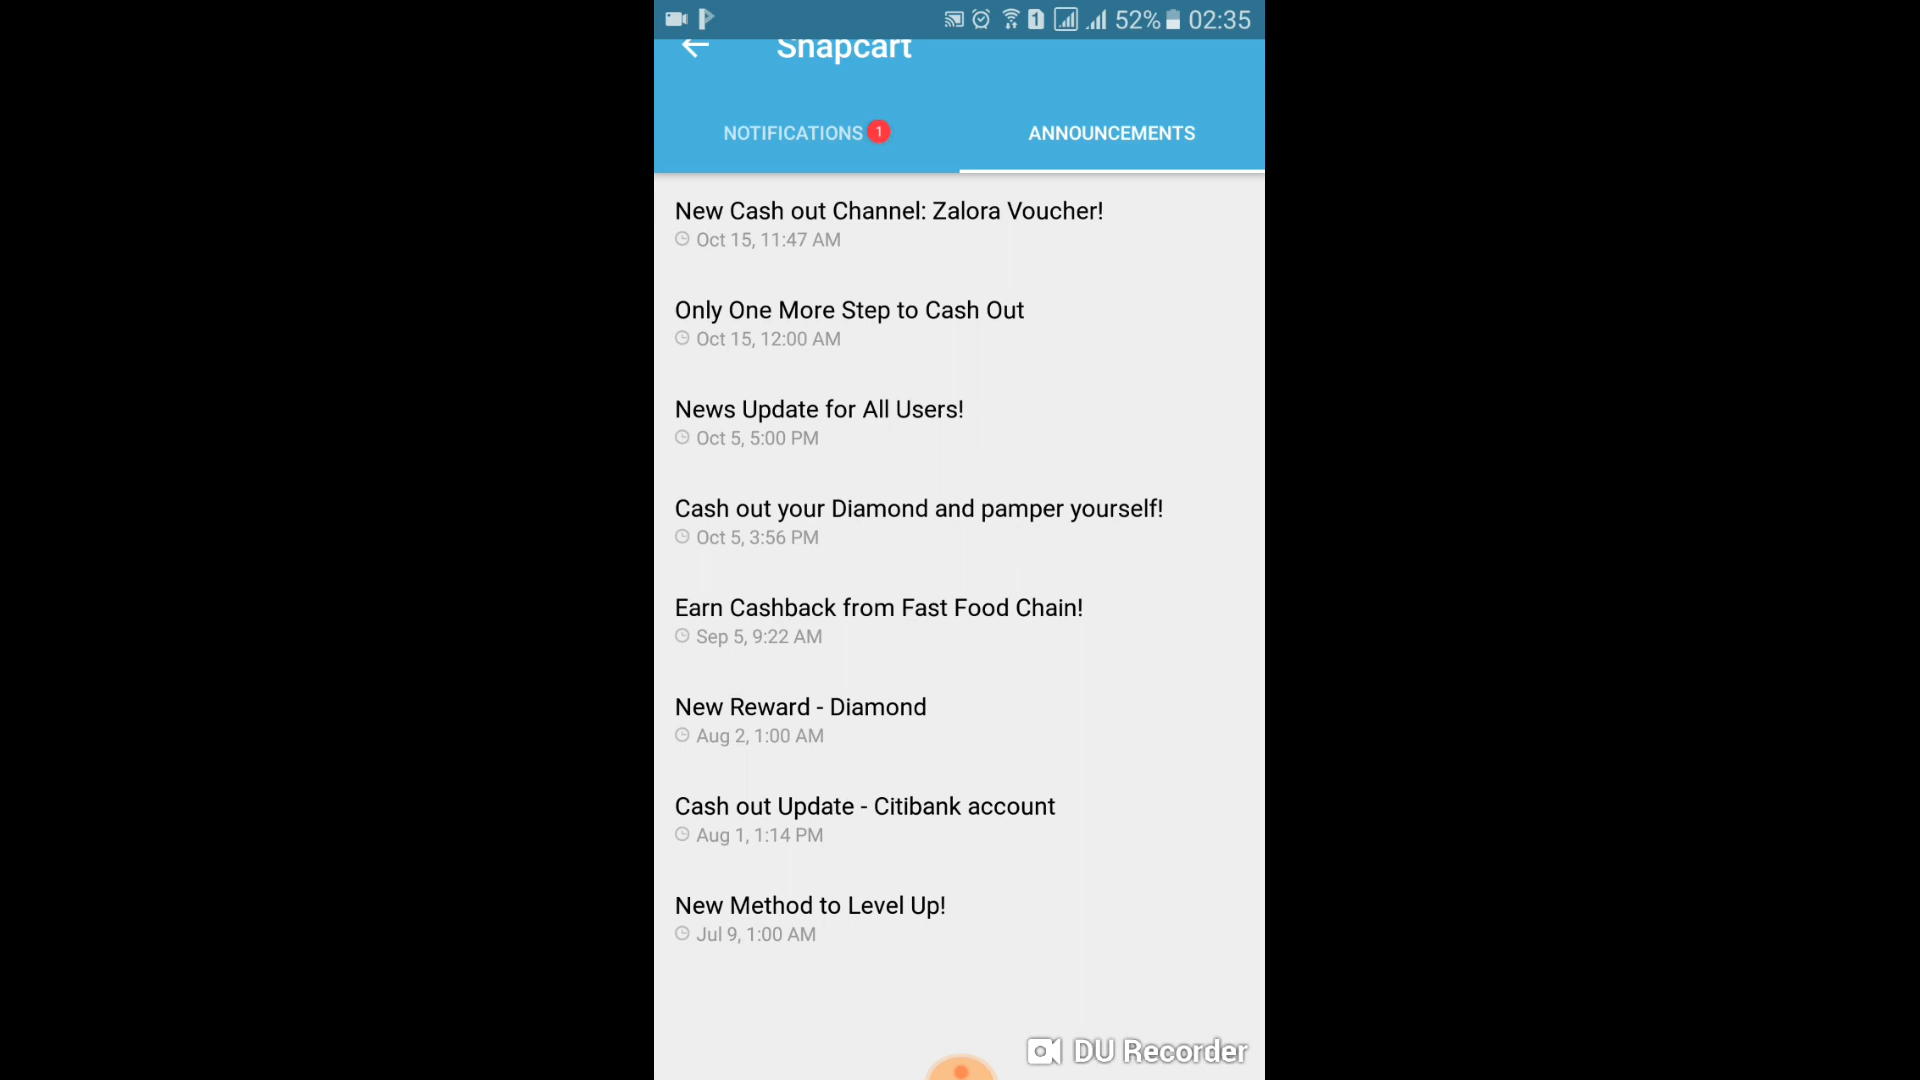 1 52% 02:35
Snapcart
NOTIFICATIONS 1 ANNOUNCEMENTS
New Cash out Channel: Zalora Voucher!
Oct 15, 11:47 AM
Only One More Step to Cash Out
Oct 15, 12:00 AM
News Update for All Users!
Oct 5, 5:00 PM
Cash out your Diamond and pamper yourself!
Oct 5, 3:56 PM
Earn Cashback from Fast Food Chain!
Sep 5, 9:22 AM
New Reward - Diamond
Aug 2, 1:00 AM
Cash out Update - Citibank account
Aug 1, 1:14 PM
New Method to Level Up!
Jul 9, 1:00 AM
DU Recorder